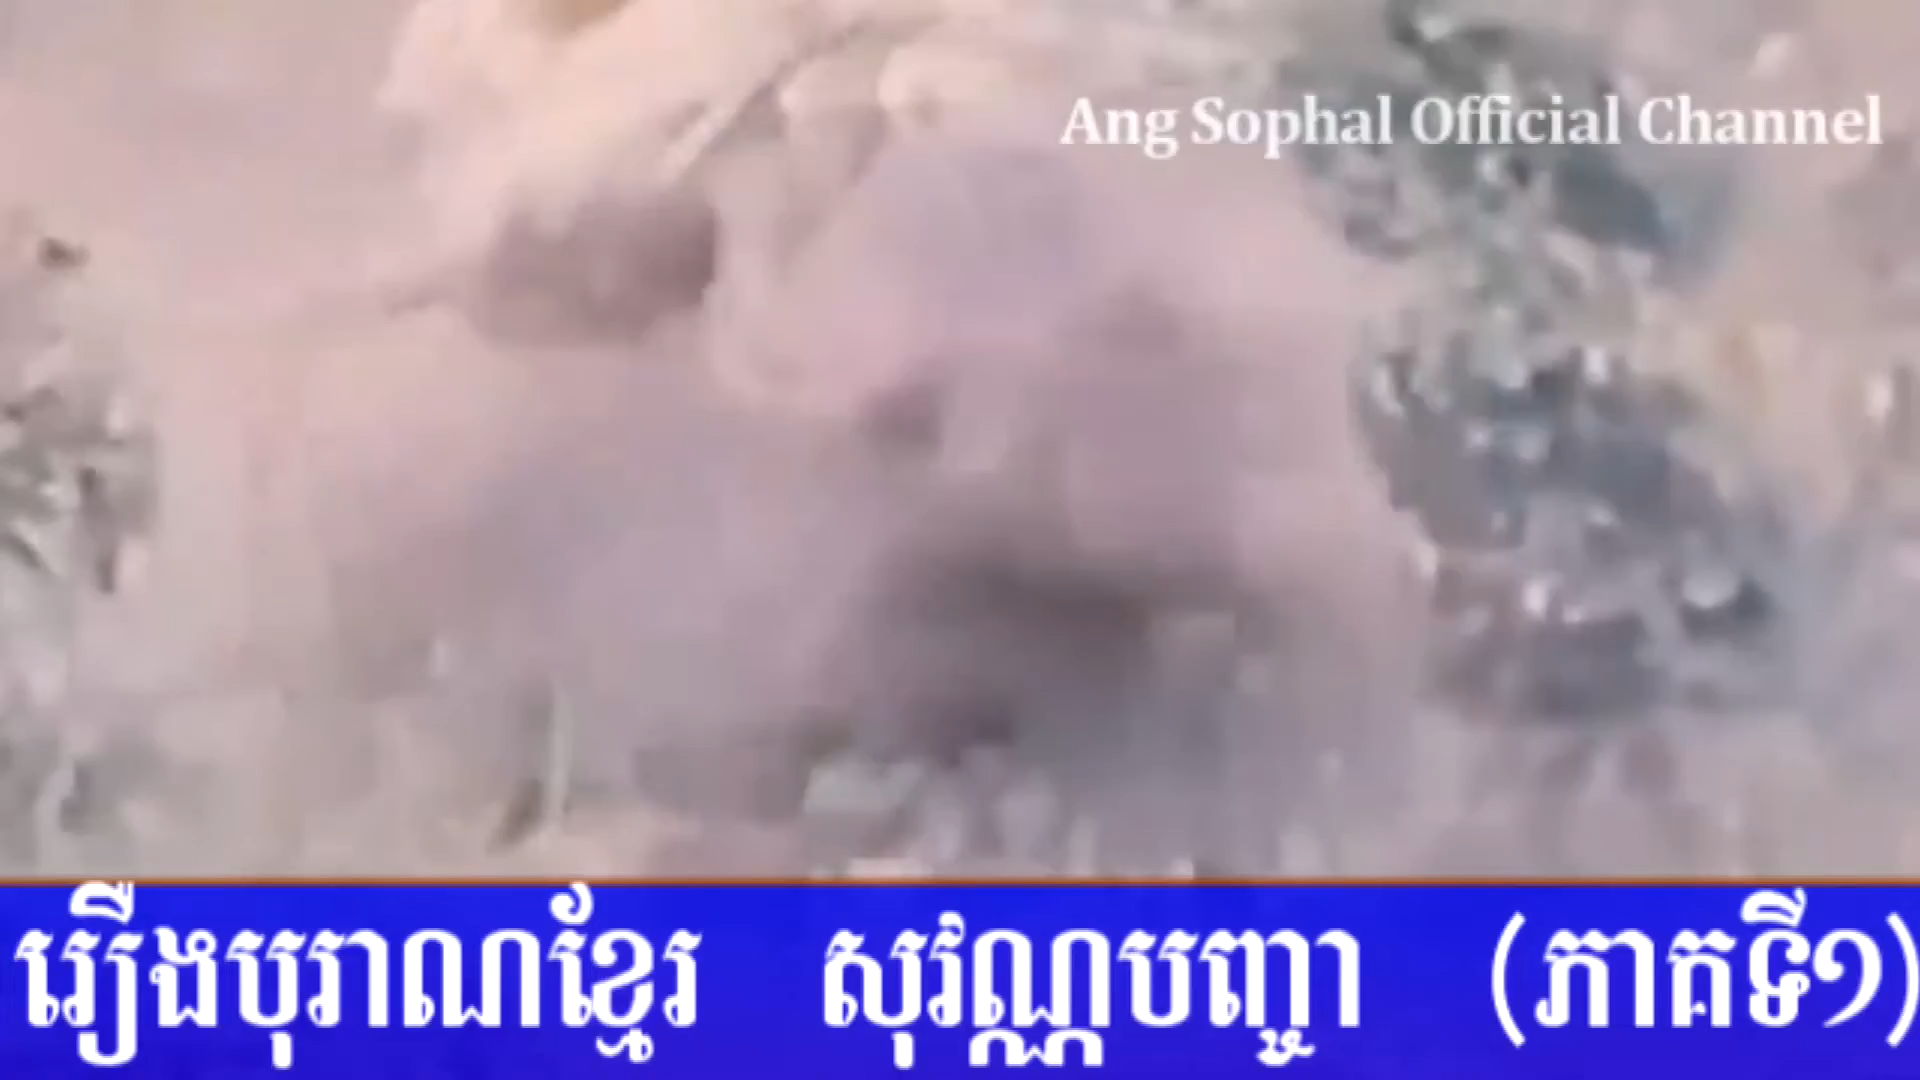 Ang Sophal Official Channel
រឿងបុរាណខ្មែរ សុវណ្ណបញ្ចា (ភាគទី១)